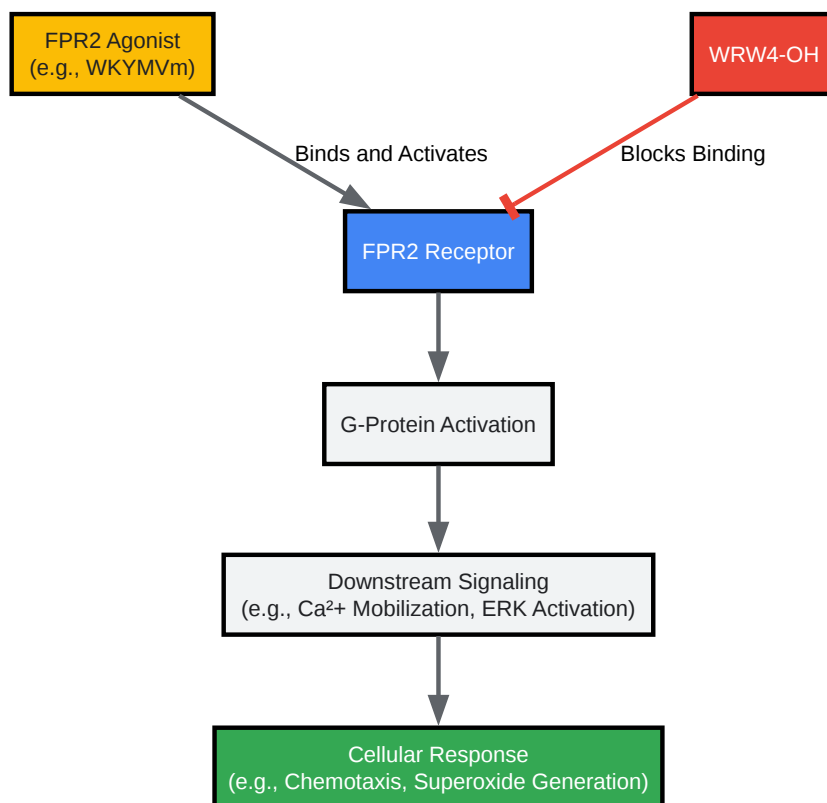 FPR2 Agonist
(e.g., WKYMVm)
WRW4-OH
Binds and Activates
Blocks Binding
FPR2 Receptor
G-Protein Activation
Downstream Signaling
(e.g., Ca²+ Mobilization, ERK Activation)
Cellular Response
(e.g., Chemotaxis, Superoxide Generation)